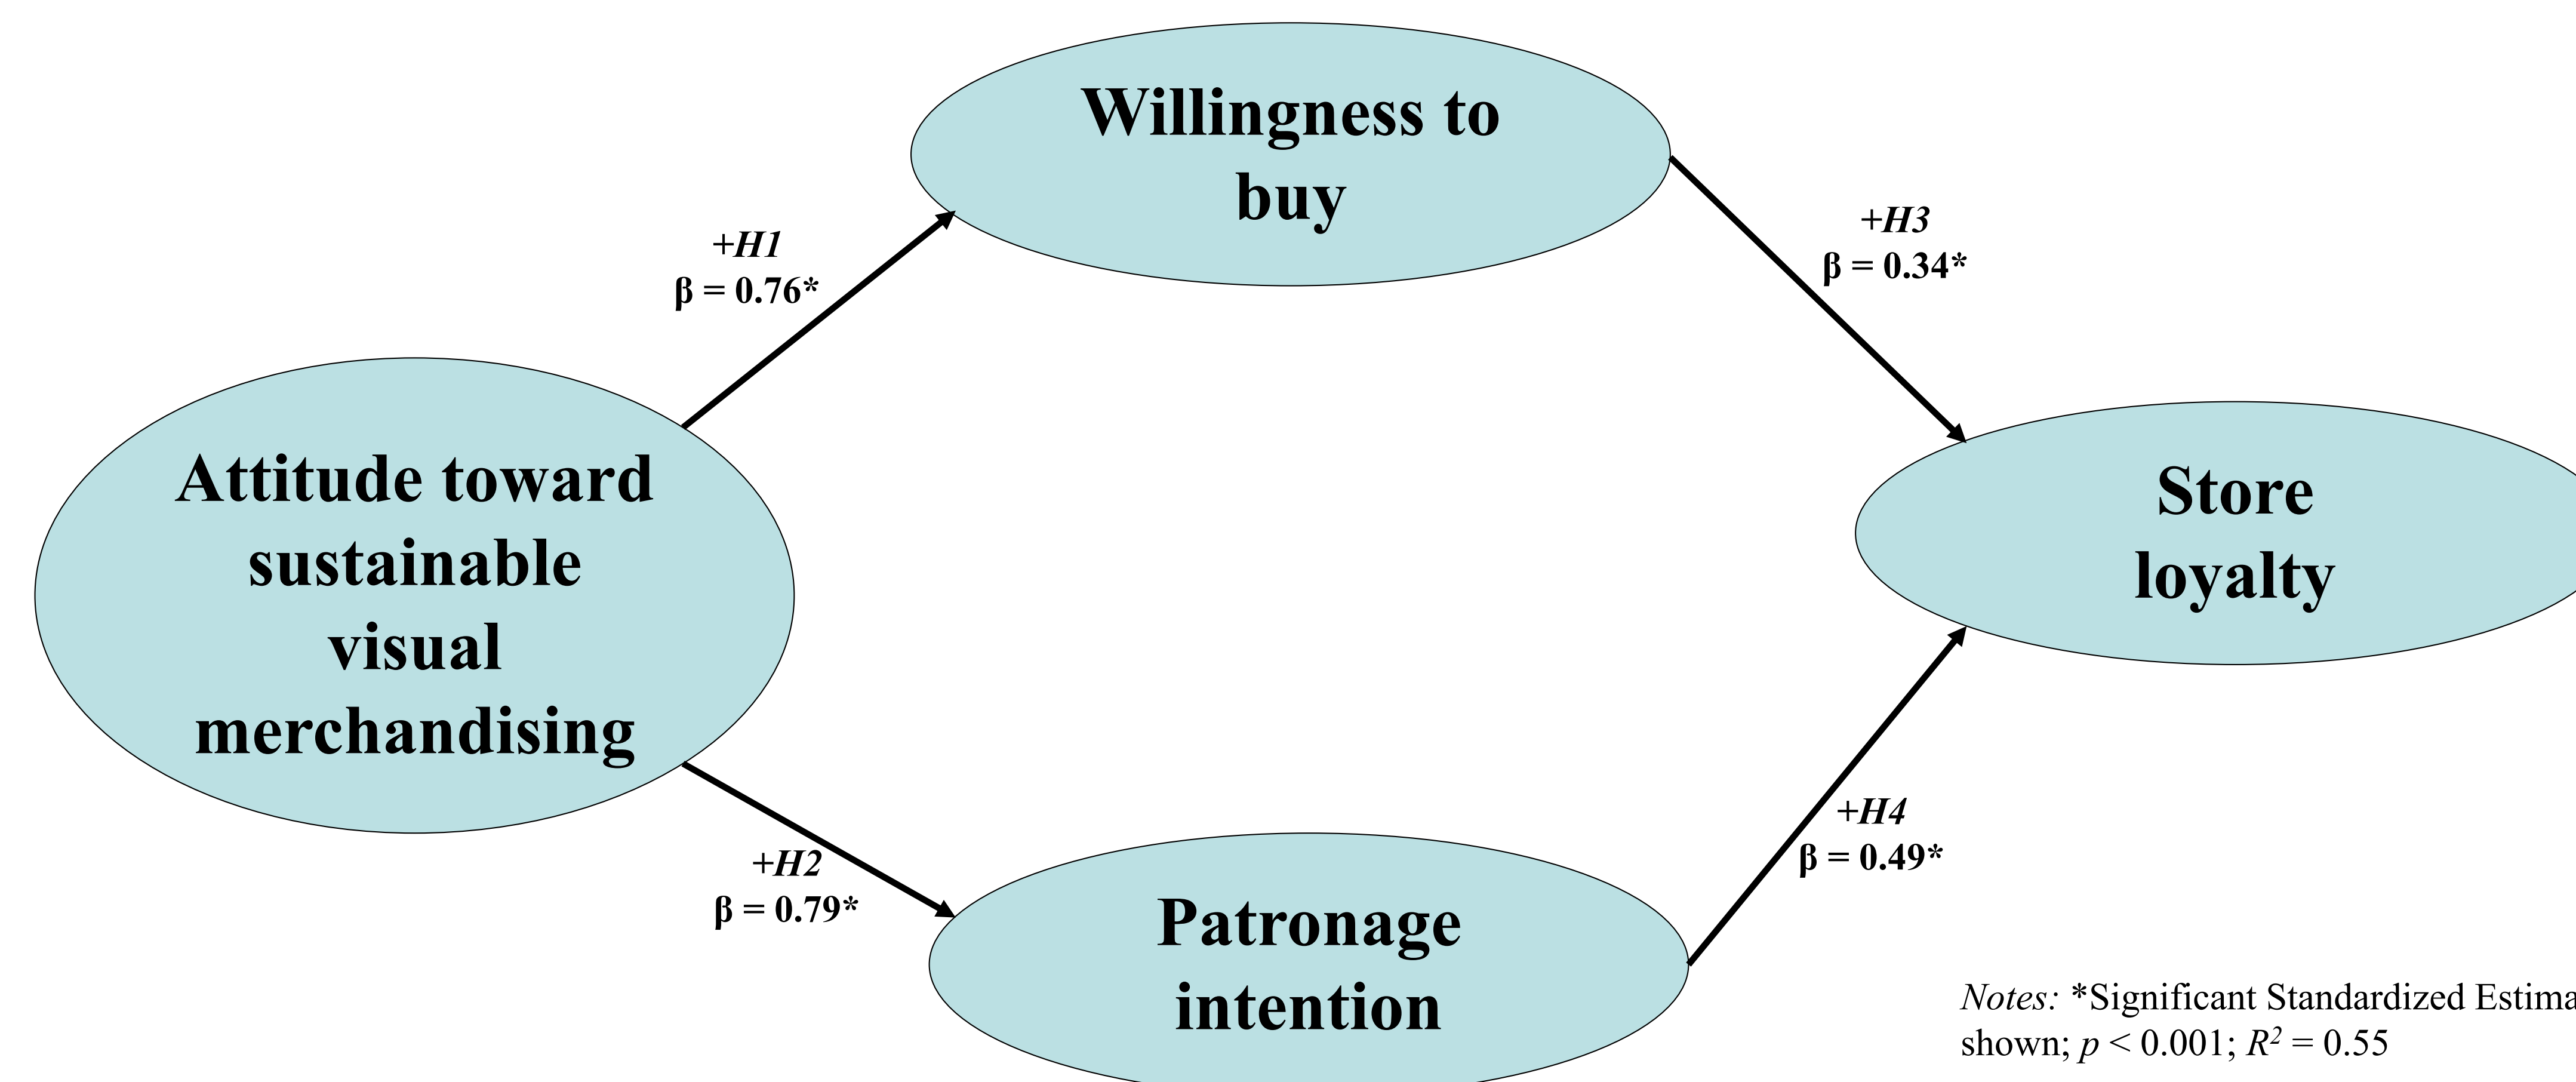 Willingness to
buy
+H1
β = 0.76*
+H3
β = 0.34*
Attitude toward
sustainable
visual
merchandising
Store
loyalty
+H2
β = 0.79*
+H4
β = 0.49*
Patronage
intention
Notes: *Significant Standardized
shown; p < 0.001; R² = 0.55